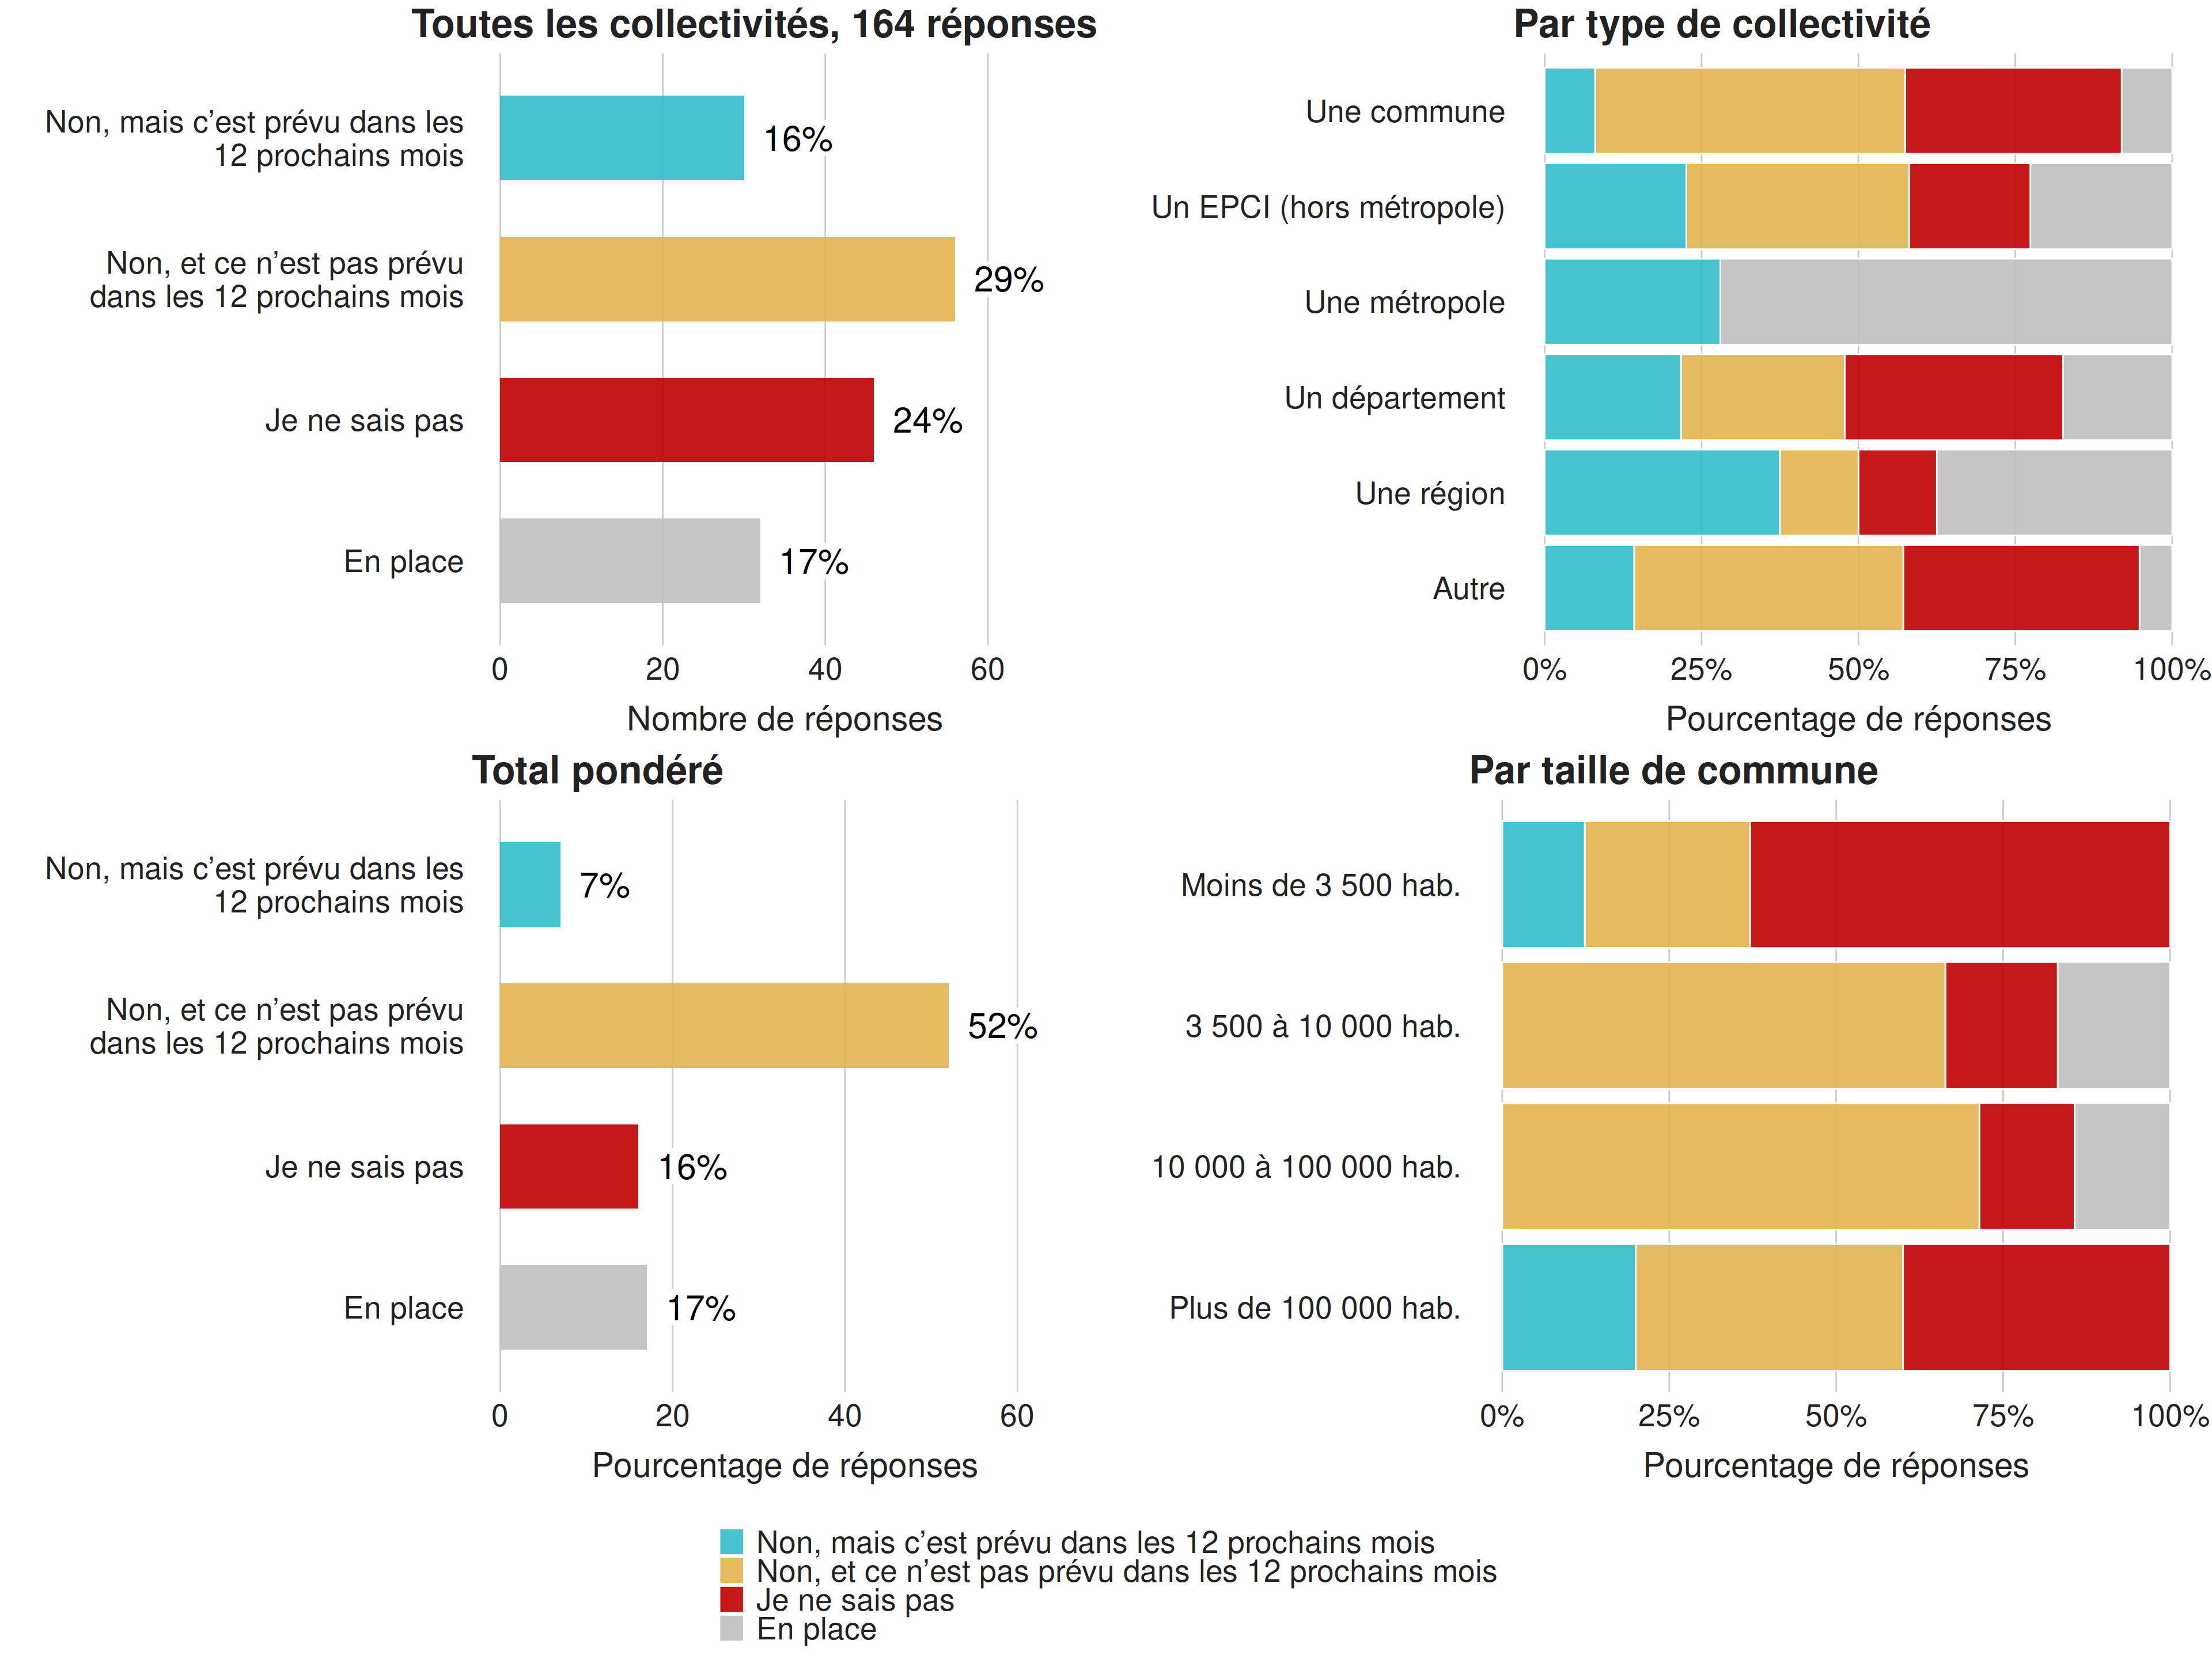 Toutes les collectivités, 164 réponses
Non, mais c’est prévu dans les
12 prochains mois
16%
Non, et ce n’est pas prévu
dans les 12 prochains mois
29%
Je ne sais pas
24%
En place
17%
0 20 40 60
Nombre de réponses
Par type de collectivité
Une commune
Un EPCI (hors métropole)
Une métropole
Un département
Une région
Autre
0% 25% 50% 75% 100%
Pourcentage de réponses
Total pondéré
Non, mais c’est prévu dans les
12 prochains mois
7%
Non, et ce n’est pas prévu
dans les 12 prochains mois
52%
Je ne sais pas
16%
En place
17%
0 20 40 60
Pourcentage de réponses
Par taille de commune
Moins de 3 500 hab.
3 500 à 10 000 hab.
10 000 à 100 000 hab.
Plus de 100 000 hab.
0% 25% 50% 75% 100%
Pourcentage de réponses
Non, mais c’est prévu dans les 12 prochains mois
Non, et ce n’est pas prévu dans les 12 prochains mois
Je ne sais pas
En place